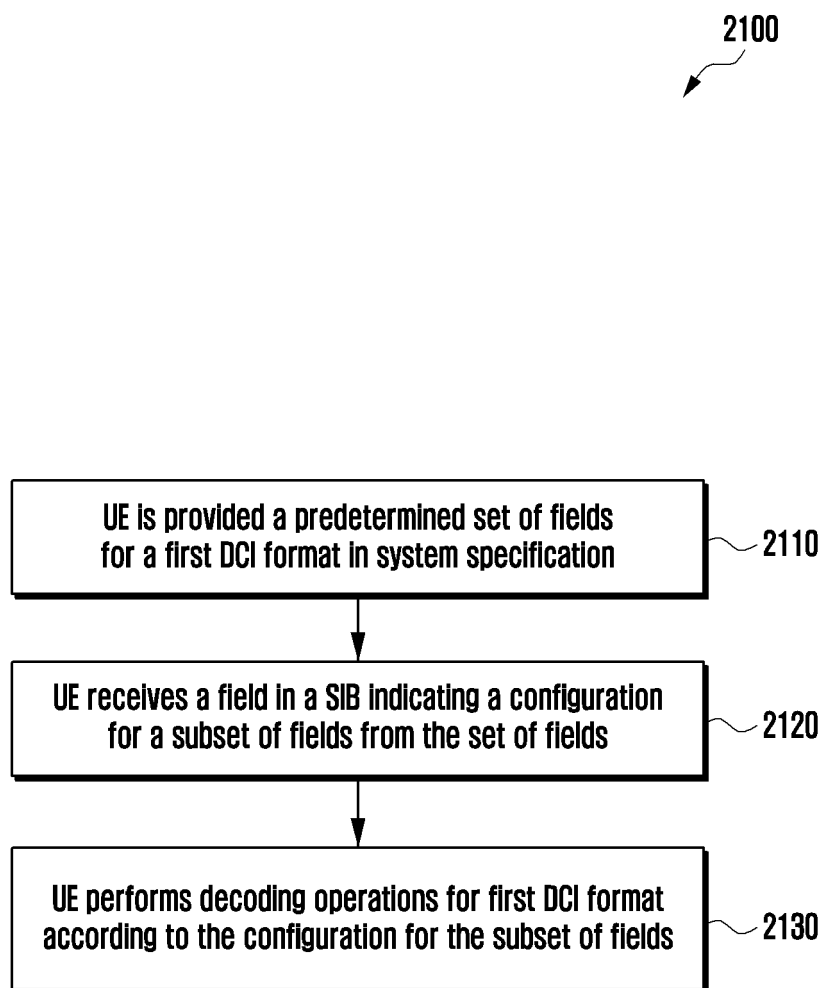 2100
UE is provided a predetermined set of fields
for a first DCI format in system specification
2110
UE receives a field in a SIB indicating a configuration
for a subset of fields from the set of fields
2120
UE performs decoding operations for first DCI format
according to the configuration for the subset of fields
2130